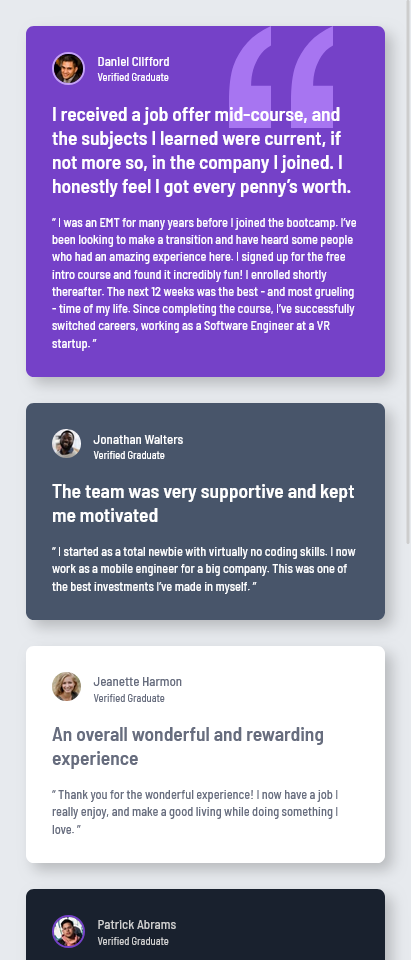 Daniel Clifford
Verified Graduate
I received a job offer mid-course, and
the subjects I learned were current, if
not more so, in the company I joined. I
honestly feel I got every penny’s worth.
“ I was an EMT for many years before I joined the bootcamp. I’ve
been looking to make a transition and have heard some people
who had an amazing experience here. I signed up for the free
intro course and found it incredibly fun! I enrolled shortly
thereafter. The next 12 weeks was the best - and most grueling
- time of my life. Since completing the course, I’ve successfully
switched careers, working as a Software Engineer at a VR
startup. ”
Jonathan Walters
Verified Graduate
The team was very supportive and kept
me motivated
“ I started as a total newbie with virtually no coding skills. I now
work as a mobile engineer for a big company. This was one of
the best investments I’ve made in myself. ”
Jeanette Harmon
Verified Graduate
An overall wonderful and rewarding
experience
“ Thank you for the wonderful experience! I now have a job I
really enjoy, and make a good living while doing something I
love. ”
Patrick Abrams
Verified Graduate